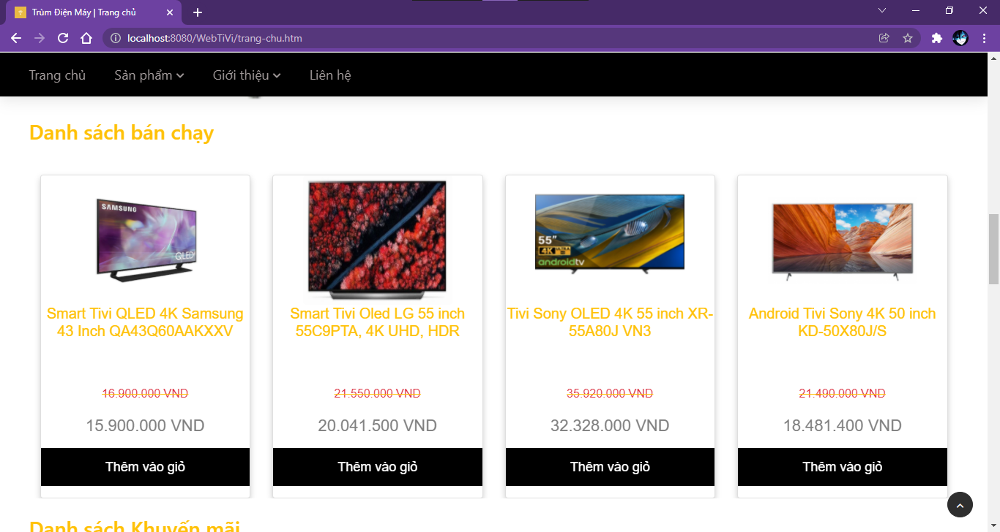 Trùm Điện Máy | Trang chủ
localhost:8080/WebTiVi/trang-chu.htm
Trang chủ Sản phẩm Giới thiệu Liên hệ
Danh sách bán chạy
SAMSUNG
QLED
Smart Tivi QLED 4K Samsung
43 Inch QA43Q60AAKXXV
16.900.000 VND
15.900.000 VND
Thêm vào giỏ
Smart Tivi Oled LG 55 inch
55C9PTA, 4K UHD, HDR
21.550.000 VND
20.041.500 VND
Thêm vào giỏ
55"
4K ULTRA HD
androidtv
Tivi Sony OLED 4K 55 inch XR-
55A80J VN3
35.920.000 VND
32.328.000 VND
Thêm vào giỏ
Android Tivi Sony 4K 50 inch
KD-50X80J/S
21.490.000 VND
18.481.400 VND
Thêm vào giỏ
Danh sách Khuyến mãi